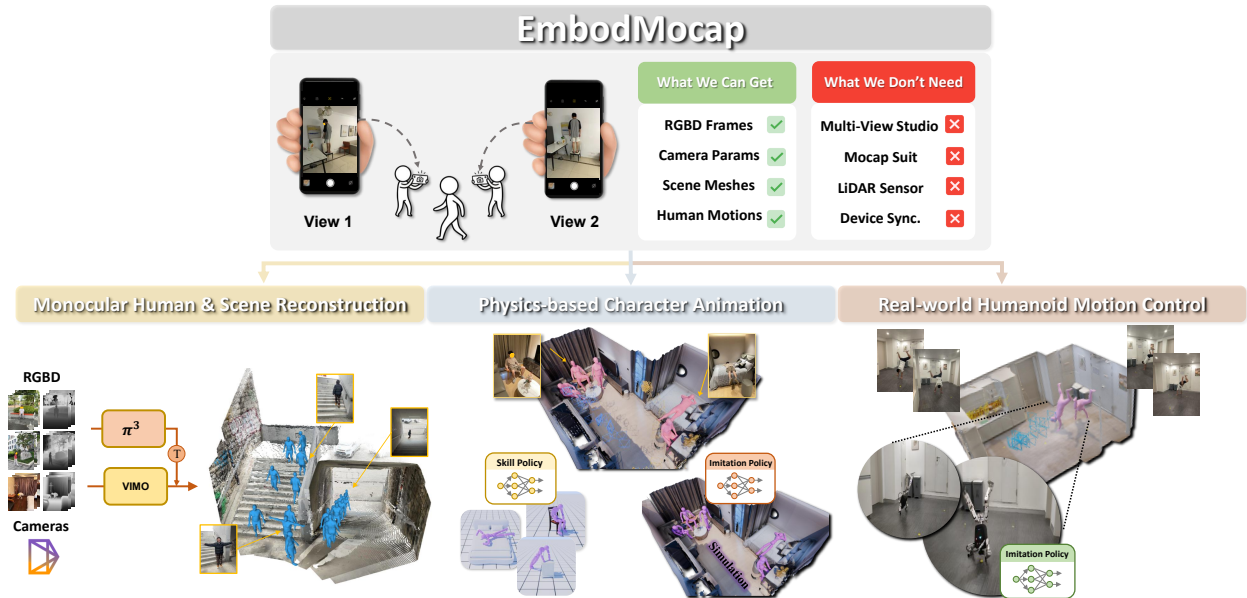 EmbodMocap
What We Can Get
What We Don't Need
RGBD Frames
Camera Params
Scene Meshes
Human Motions
Multi-View Studio
Mocap Suit
LiDAR Sensor
Device Sync.
View 1
View 2
Monocular Human & Scene Reconstruction
Physics-based Character Animation
Real-world Humanoid Motion Control
RGBD
π³
T
VIMO
Cameras
Skill Policy
Imitation Policy
Simulation
Imitation Policy